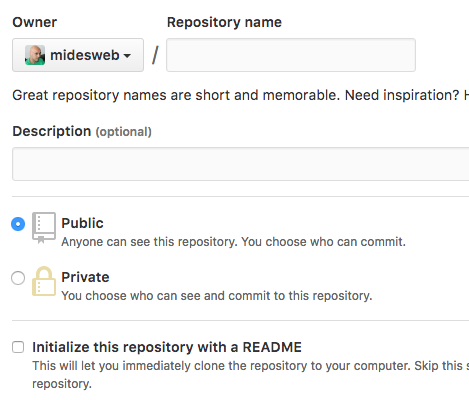 Owner Repository name
midesweb /
Great repository names are short and memorable. Need inspiration? H
Description (optional)
Public
Anyone can see this repository. You choose who can commit.
Private
You choose who can see and commit to this repository.
Initialize this repository with a README
This will let you immediately clone the repository to your computer. Skip this s
repository.